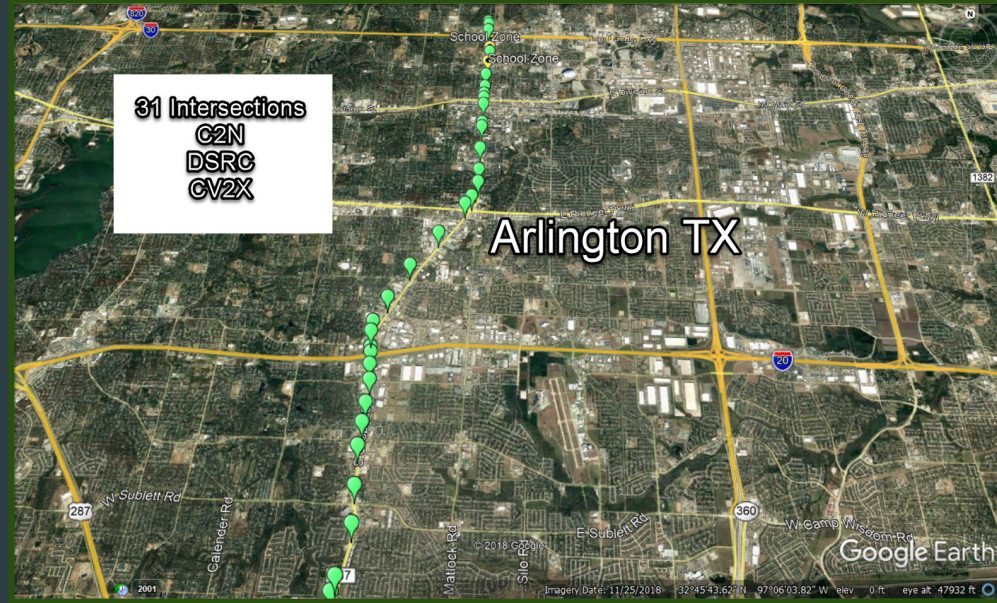 820
30
N
School Zone
School Zone
31 Intersections
C2N
DSRC
CV2X
1382
Arlington TX
20
W Sublett Rd
287
Calender Rd
Matlock Rd
E Sublett Rd
360
W Camp Wisdom Rd
© 2018 Google
Google Earth
7
2001
Imagery Date: 11/25/2018 32°45'43.62" N 97°06'03.82" W elev 0 ft eye alt 47932 ft